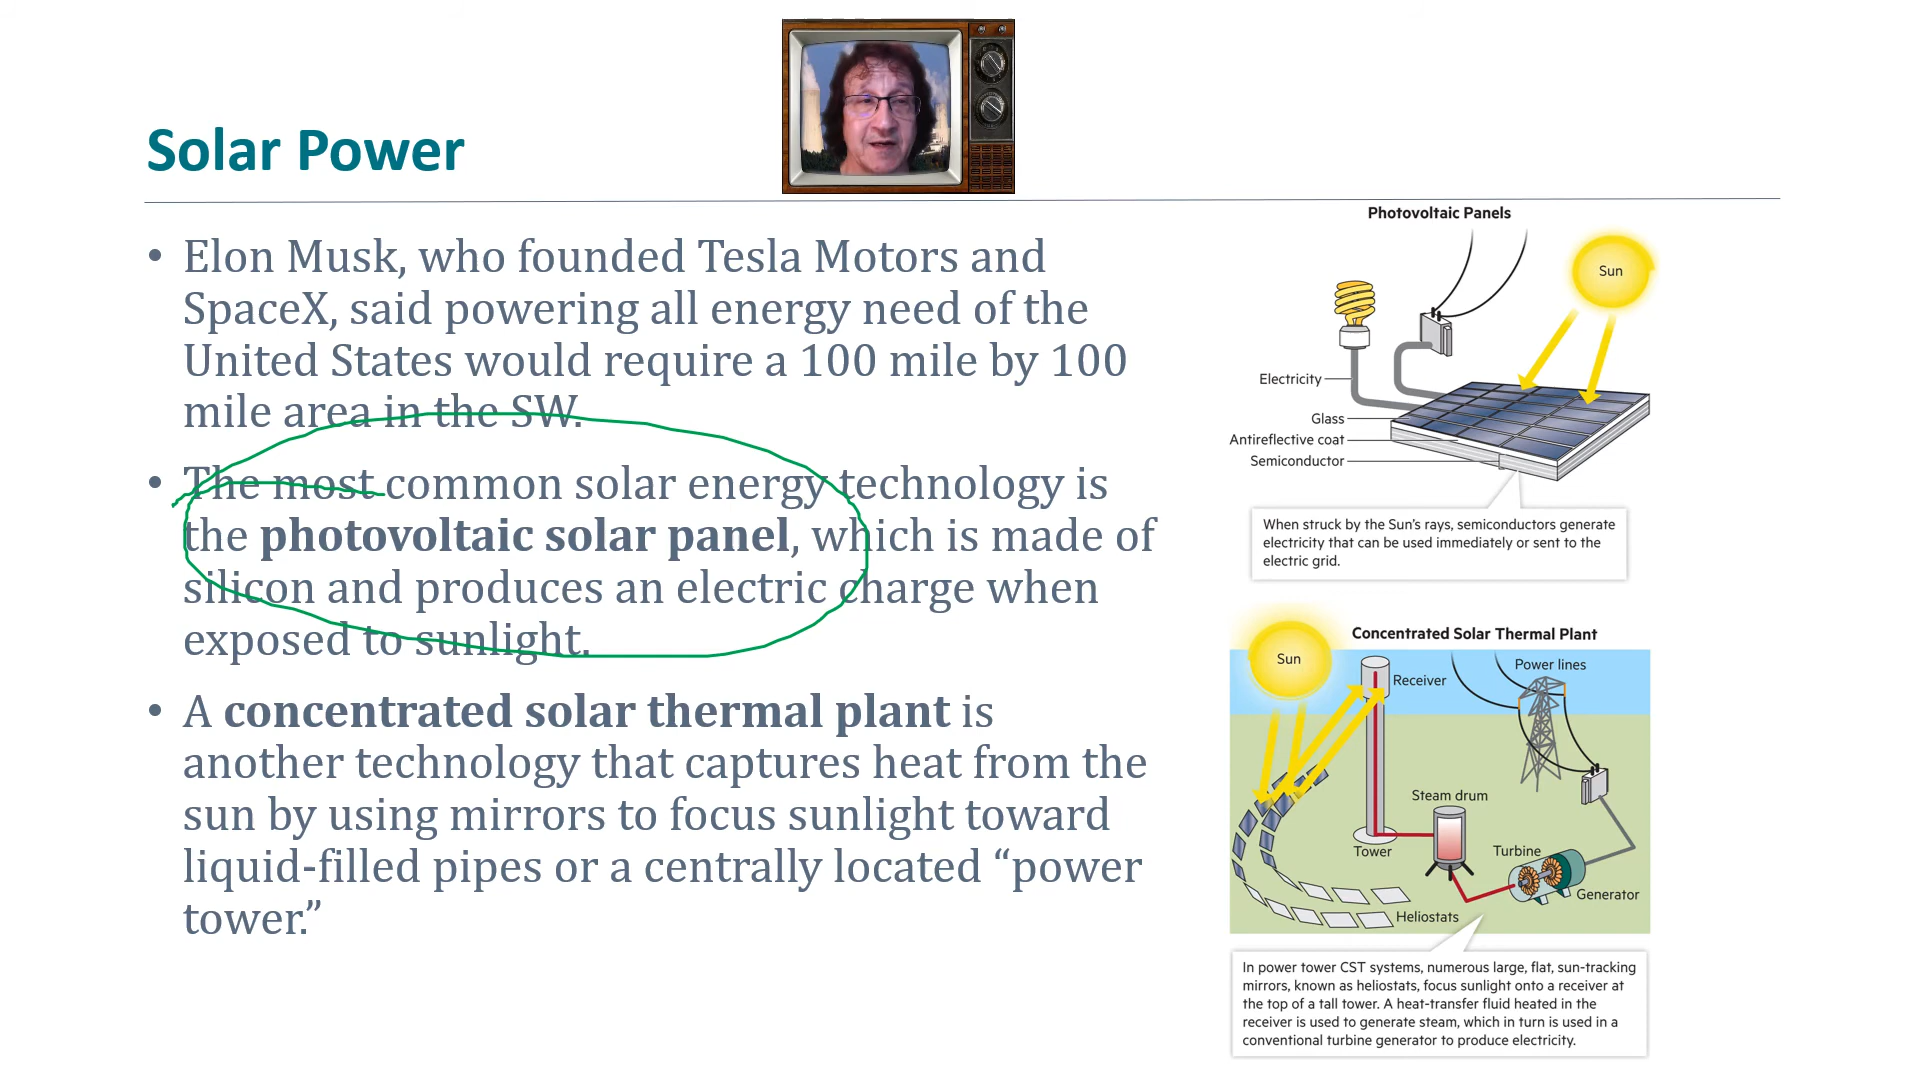 Solar Power
• Elon Musk, who founded Tesla Motors and
SpaceX, said powering all energy need of the
United States would require a 100 mile by 100
mile area in the SW.
• The most common solar energy technology is
the photovoltaic solar panel, which is made of
silicon and produces an electric charge when
exposed to sunlight.
• A concentrated solar thermal plant is
another technology that captures heat from the
sun by using mirrors to focus sunlight toward
liquid-filled pipes or a centrally located “power
tower.”
Photovoltaic Panels
Sun
Electricity
Glass
Antireflective coat
Semiconductor
When struck by the Sun's rays, semiconductors generate
electricity that can be used immediately or sent to the
electric grid.
Concentrated Solar Thermal Plant
Sun
Power lines
Receiver
Steam drum
Tower
Turbine
Generator
Heliostats
In power tower CST systems, numerous large, flat, sun-tracking
mirrors, known as heliostats, focus sunlight onto a receiver at
the top of a tall tower. A heat-transfer fluid heated in the
receiver is used to generate steam, which in turn is used in a
conventional turbine generator to produce electricity.